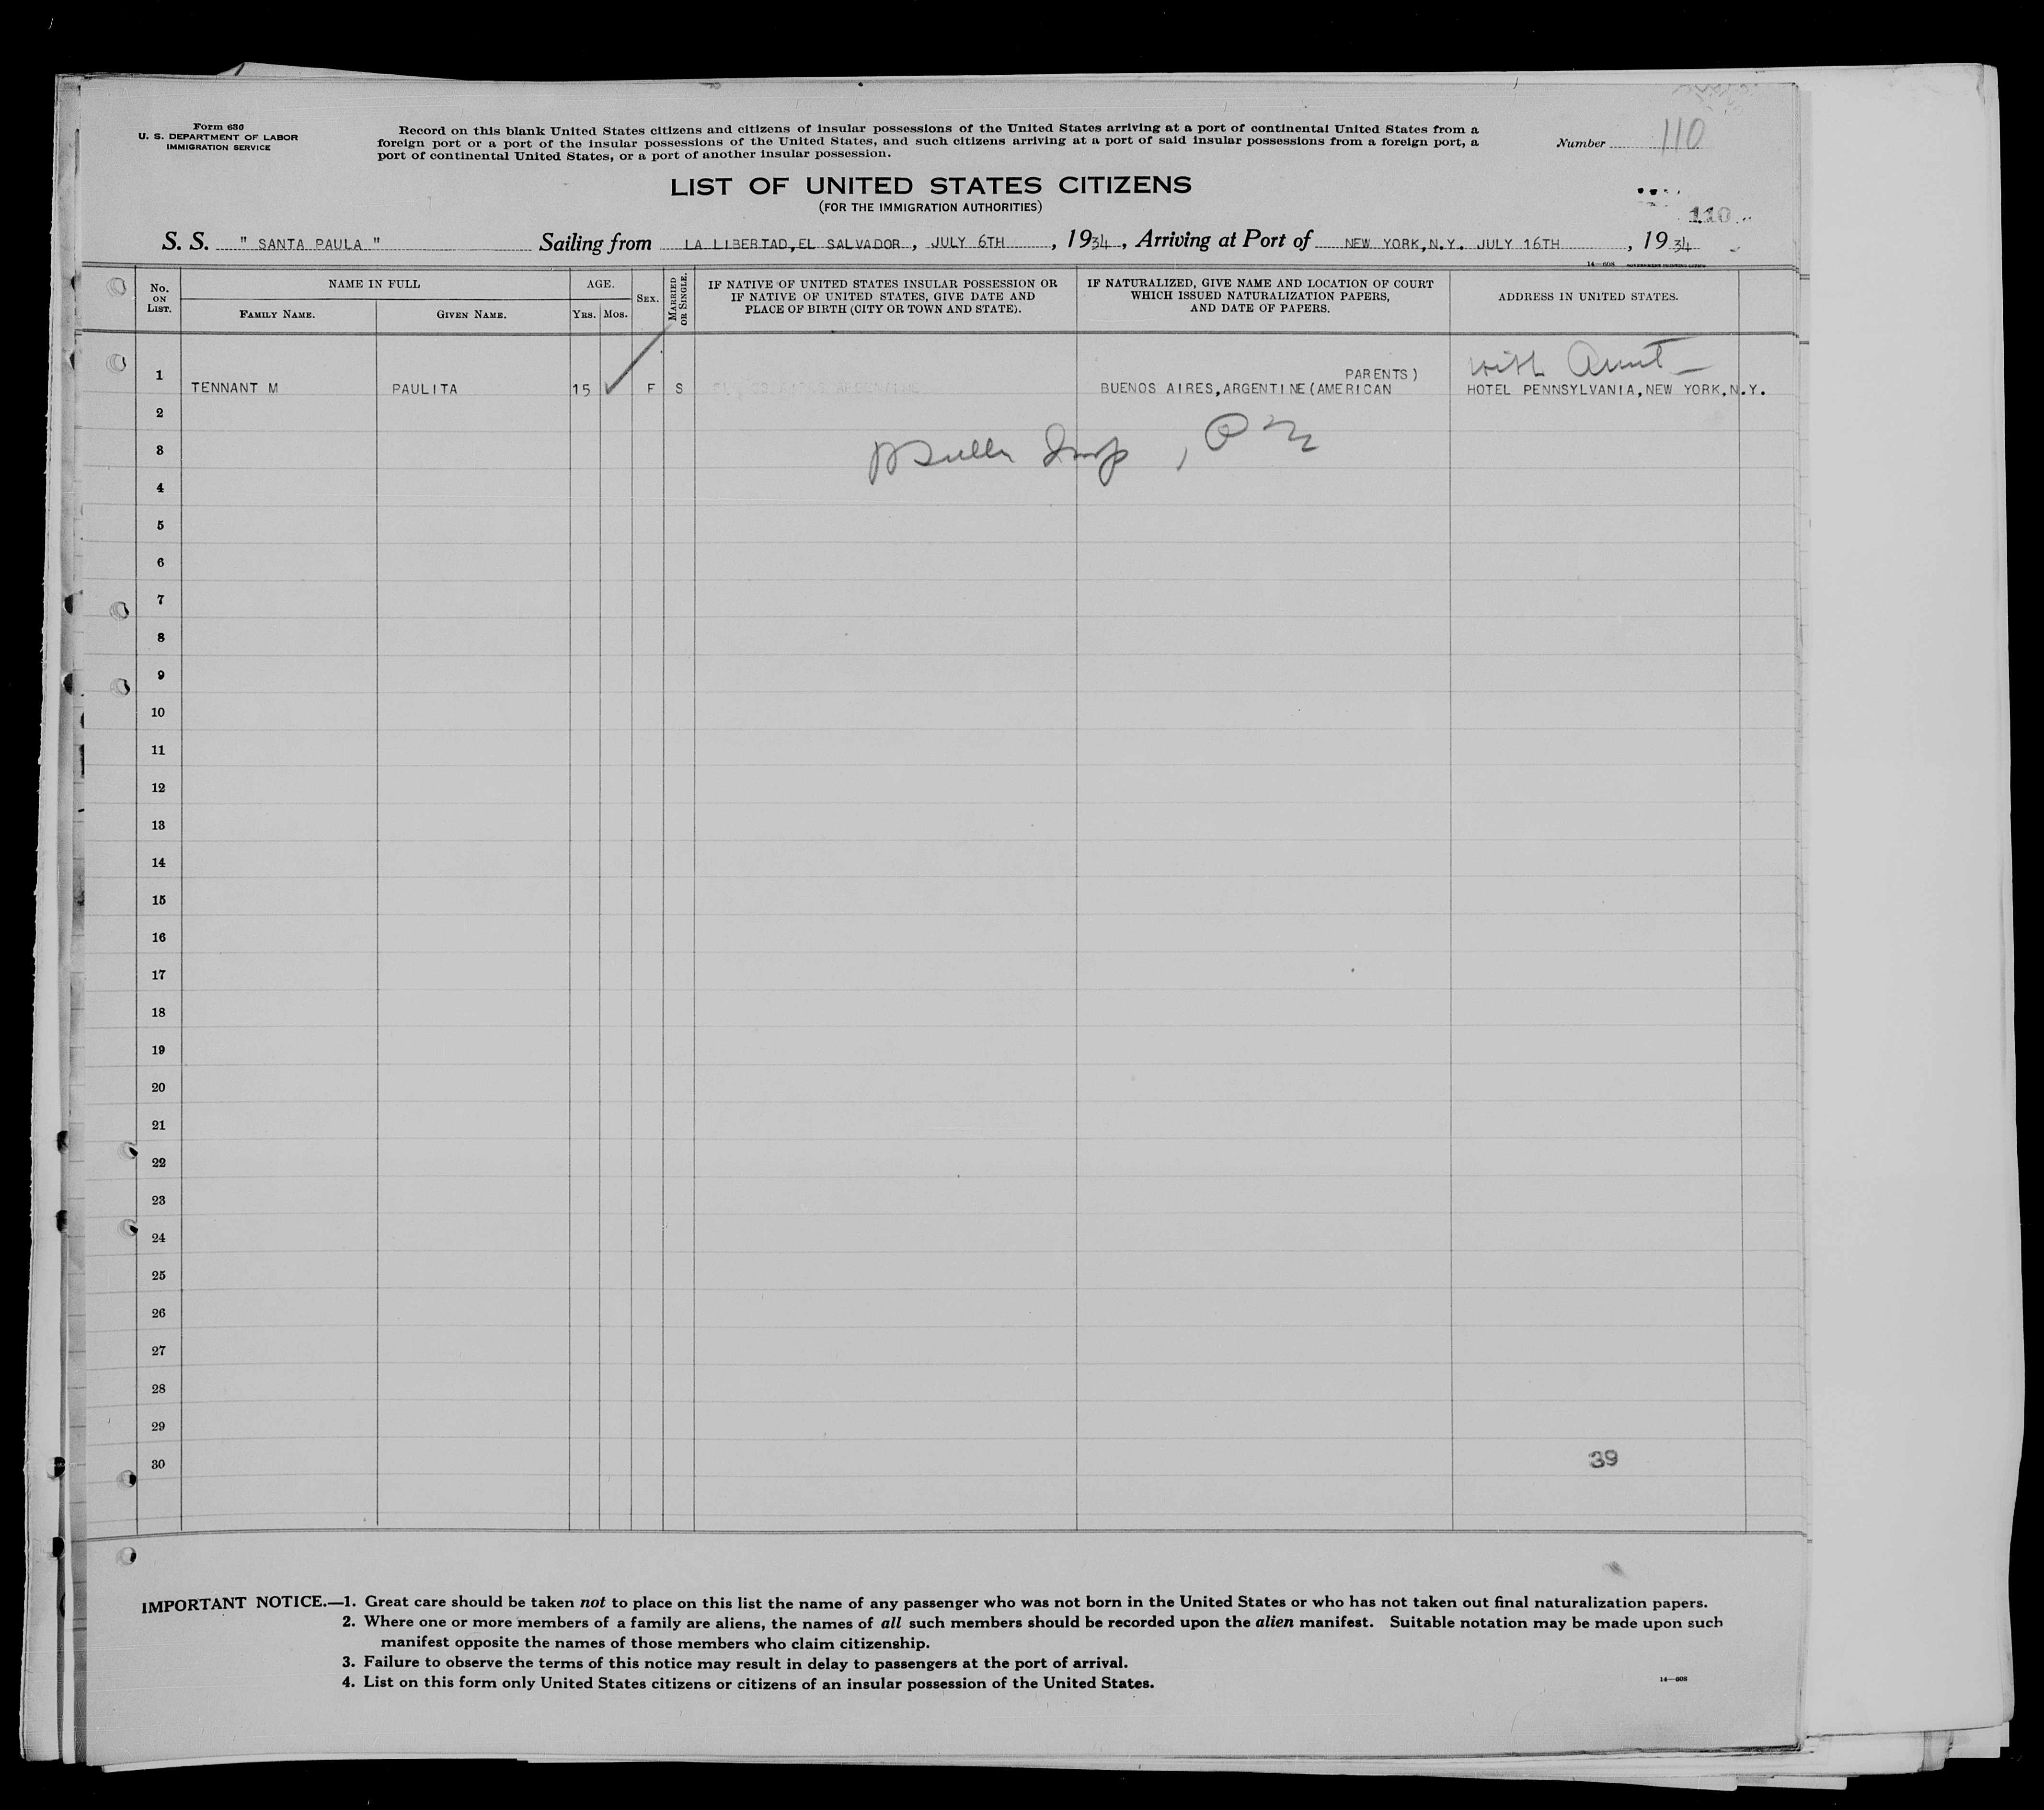 Form 630
U. S. DEPARTMENT OF LABOR
IMMIGRATION SERVICE
Record on this blank United States citizens and citizens of insular possessions of the United States arriving at a port of continental United States from a
foreign port or a port of the insular possessions of the United States, and such citizens arriving at a port of said insular possessions from a foreign port, a
port of continental United States, or a port of another insular possession.
Number 110
LIST OF UNITED STATES CITIZENS
(FOR THE IMMIGRATION AUTHORITIES)
110
S. S. " SANTA PAULA " Sailing from LA LIBERTAD,EL SALVADOR, JULY 6TH, 1934, Arriving at Port of NEW YORK,N.Y. JULY 16TH, 1934
14—608 GOVERNMENT PRINTING OFFICE
No. ON LIST.
NAME IN FULL
FAMILY NAME.
GIVEN NAME.
AGE.
YRS. MOS.
SEX.
MARRIED OR SINGLE.
IF NATIVE OF UNITED STATES INSULAR POSSESSION OR
IF NATIVE OF UNITED STATES, GIVE DATE AND
PLACE OF BIRTH (CITY OR TOWN AND STATE).
IF NATURALIZED, GIVE NAME AND LOCATION OF COURT
WHICH ISSUED NATURALIZATION PAPERS,
AND DATE OF PAPERS.
ADDRESS IN UNITED STATES.
with Aunt —
PARENTS)
1 TENNANT M PAULITA 15 ✓ F S BUENOS AIRES,ARGENTINE(AMERICAN HOTEL PENNSYLVANIA,NEW YORK,N.Y.
2
3
4
5
6
7
8
9
10
11
12
13
14
15
16
17
18
19
20
21
22
23
24
25
26
27
28
29
30
39
IMPORTANT NOTICE.—1. Great care should be taken not to place on this list the name of any passenger who was not born in the United States or who has not taken out final naturalization papers.
2. Where one or more members of a family are aliens, the names of all such members should be recorded upon the alien manifest. Suitable notation may be made upon such
manifest opposite the names of those members who claim citizenship.
3. Failure to observe the terms of this notice may result in delay to passengers at the port of arrival.
4. List on this form only United States citizens or citizens of an insular possession of the United States.
14—608